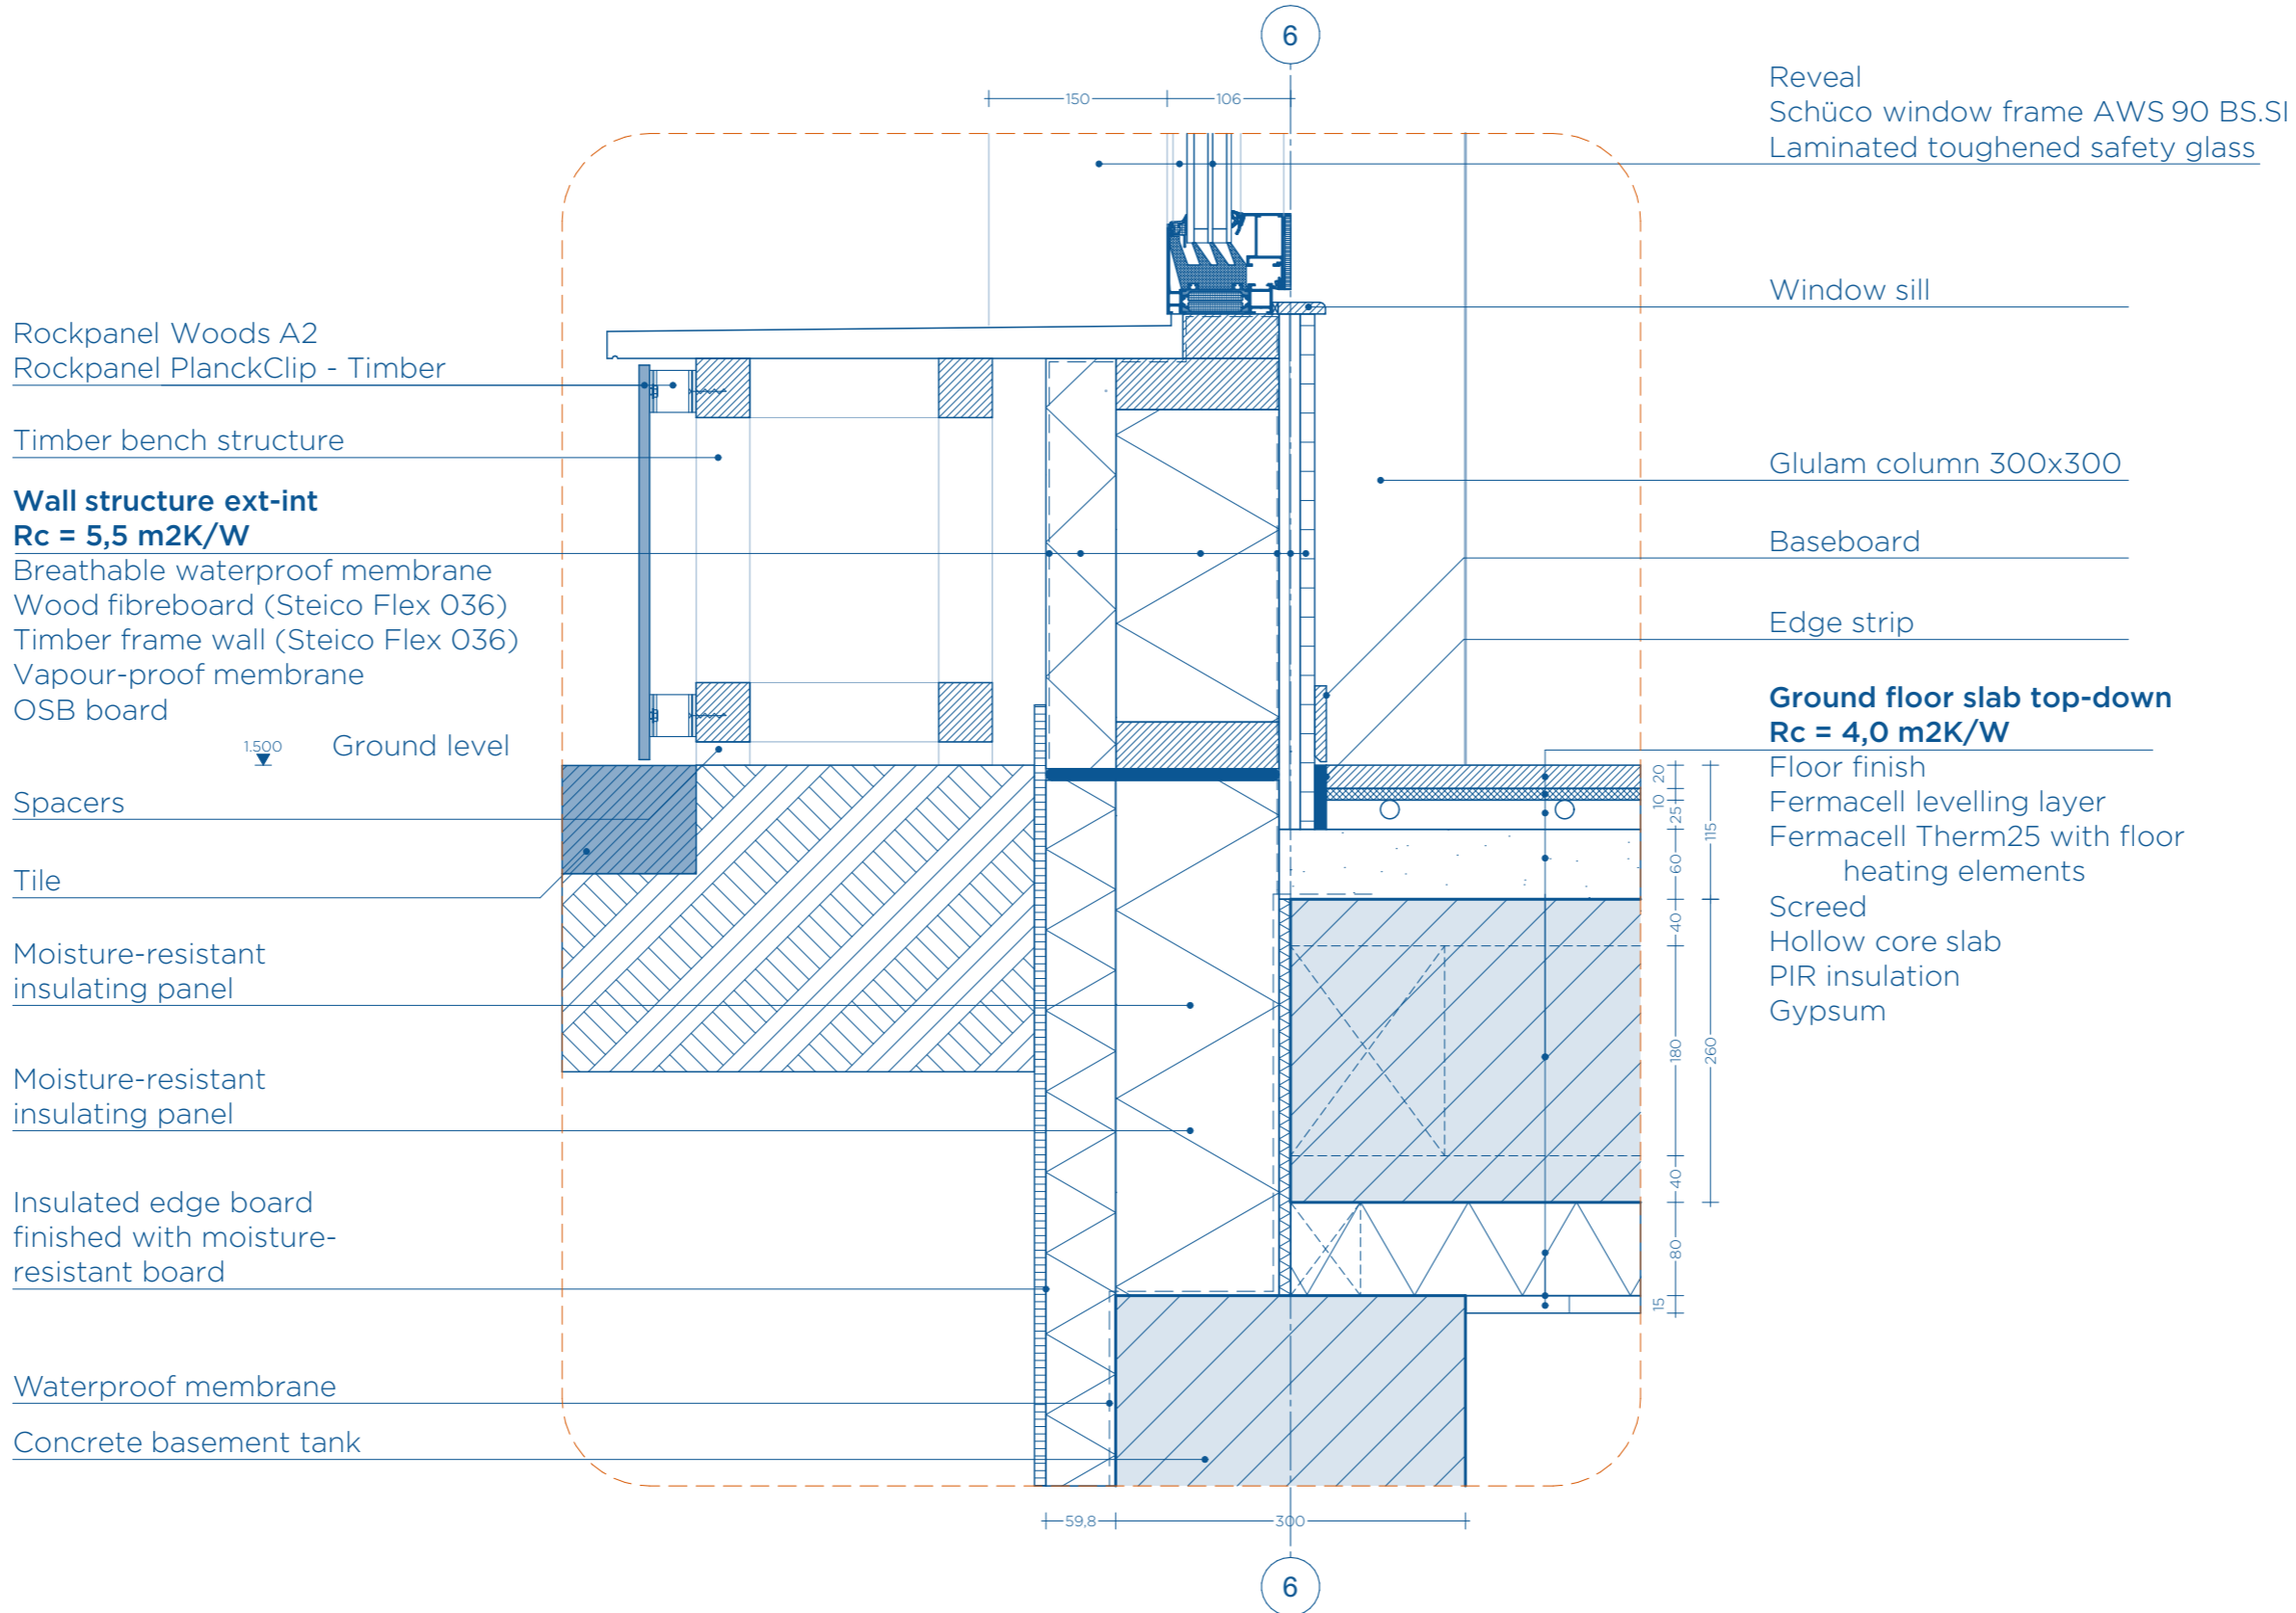 6
150
106
Reveal
Schüco window frame AWS 90 BS.SI
Laminated toughened safety glass
Window sill
Rockpanel Woods A2
Rockpanel PlanckClip - Timber
Timber bench structure
Wall structure ext-int
Rc = 5,5 m2K/W
Breathable waterproof membrane
Wood fibreboard (Steico Flex 036)
Timber frame wall (Steico Flex 036)
Vapour-proof membrane
OSB board
1.500
Ground level
Spacers
Tile
Moisture-resistant
insulating panel
Moisture-resistant
insulating panel
Insulated edge board
finished with moisture-
resistant board
Waterproof membrane
Concrete basement tank
Glulam column 300x300
Baseboard
Edge strip
Ground floor slab top-down
Rc = 4,0 m2K/W
Floor finish
Fermacell levelling layer
Fermacell Therm25 with floor
heating elements
Screed
Hollow core slab
PIR insulation
Gypsum
20
10
25
60
115
40
180
260
40
80
15
59,8
300
6